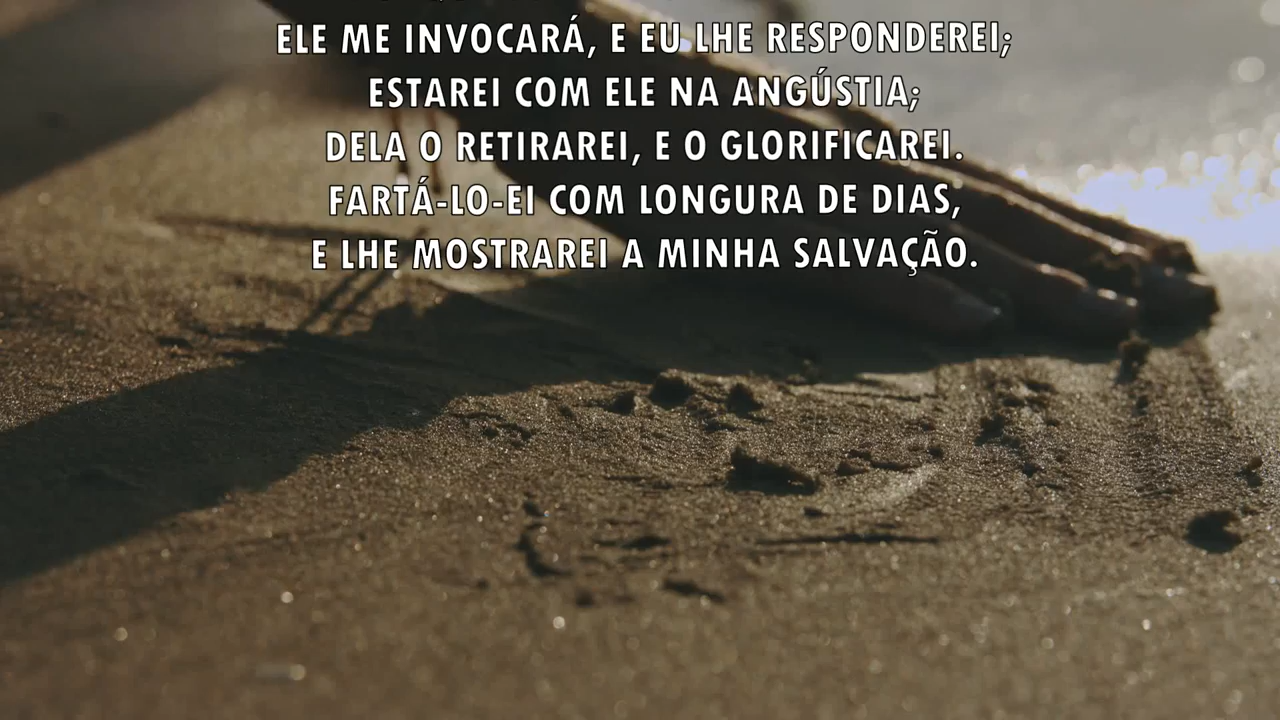 ELE ME INVOCARÁ, E EU LHE RESPONDEREI;
ESTAREI COM ELE NA ANGÚSTIA;
DELA O RETIRAREI, E O GLORIFICAREI.
FARTÁ-LO-EI COM LONGURA DE DIAS,
E LHE MOSTRAREI A MINHA SALVAÇÃO.